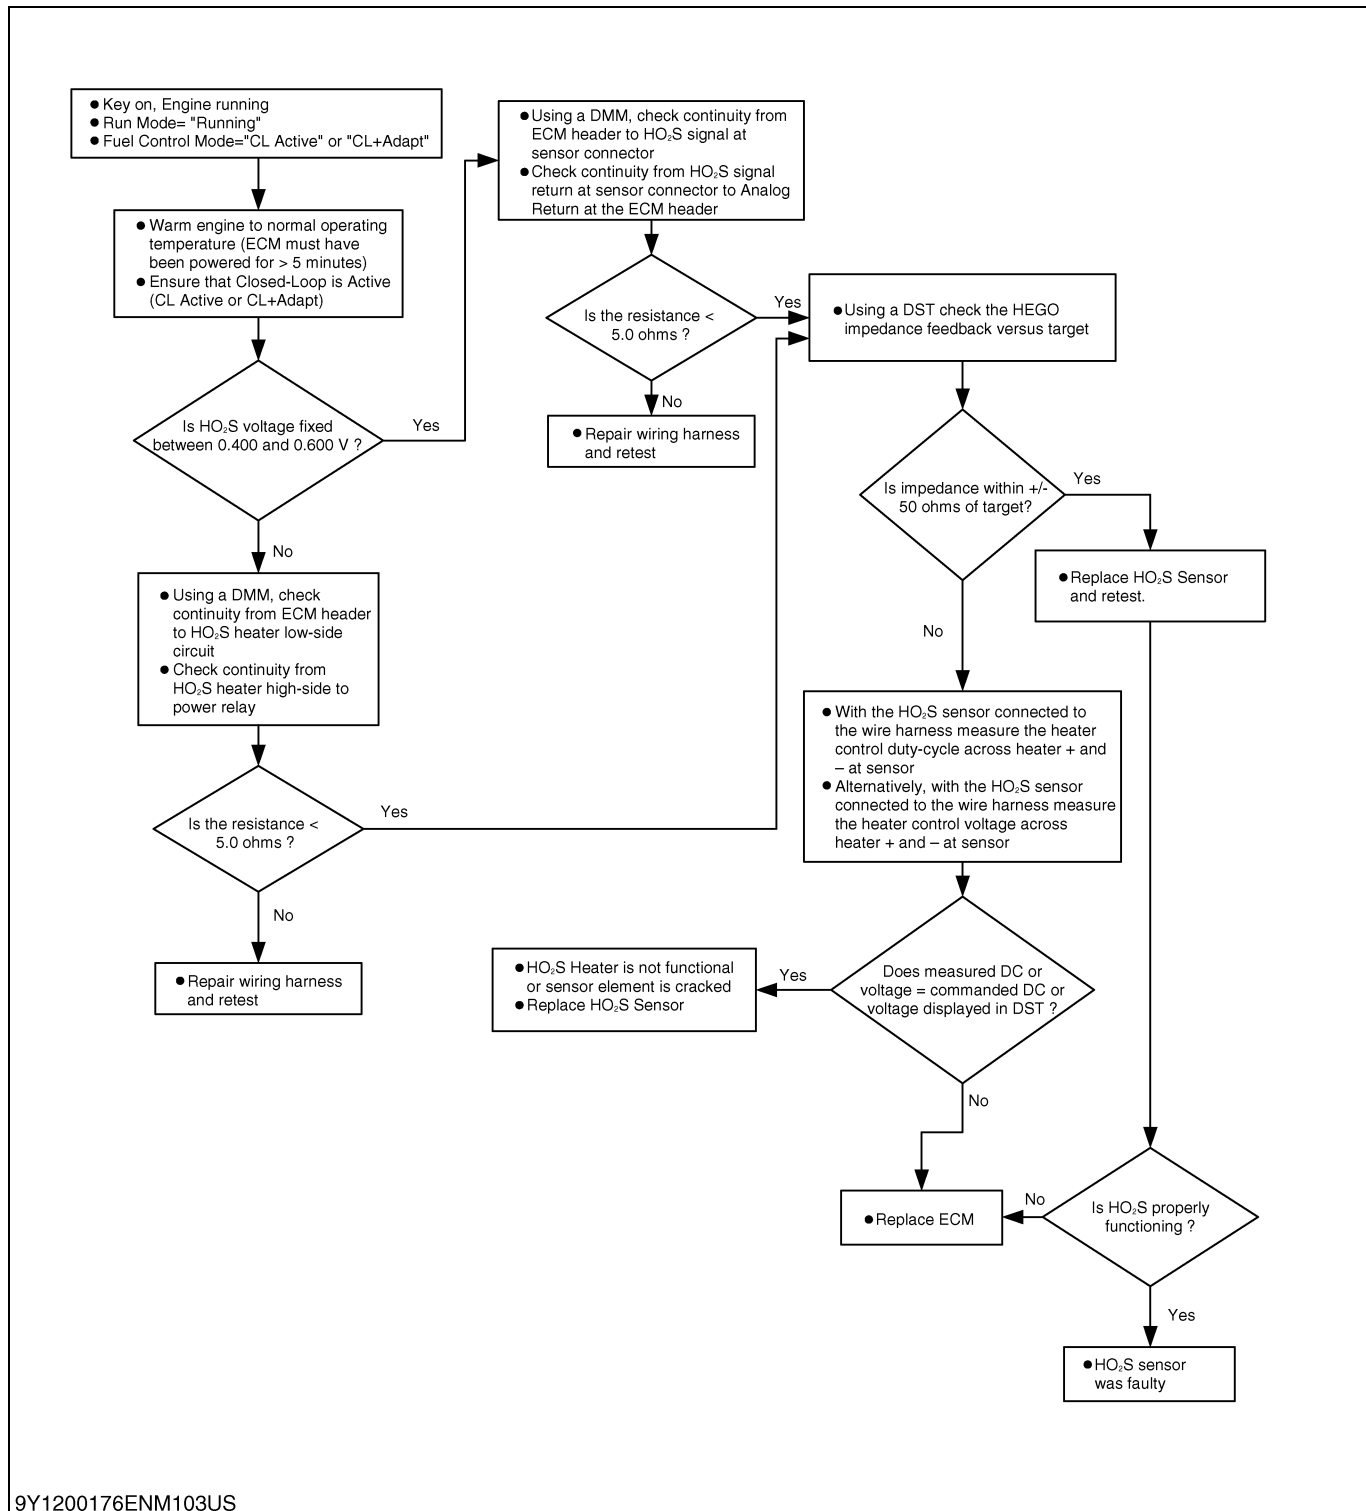 ● Key on, Engine running
● Run Mode= "Running"
● Fuel Control Mode="CL Active" or "CL+Adapt"
● Warm engine to normal operating
temperature (ECM must have
been powered for > 5 minutes)
● Ensure that Closed-Loop is Active
(CL Active or CL+Adapt)
Is HO₂S voltage fixed
between 0.400 and 0.600 V ?
Yes
No
● Using a DMM, check continuity from
ECM header to HO₂S signal at
sensor connector
● Check continuity from HO₂S signal
return at sensor connector to Analog
Return at the ECM header
Is the resistance <
5.0 ohms ?
Yes
No
● Repair wiring harness
and retest
● Using a DMM, check
continuity from ECM header
to HO₂S heater low-side
circuit
● Check continuity from
HO₂S heater high-side to
power relay
Is the resistance <
5.0 ohms ?
Yes
No
● Repair wiring harness
and retest
● Using a DST check the HEGO
impedance feedback versus target
Is impedance within +/-
50 ohms of target?
Yes
No
● Replace HO₂S Sensor
and retest.
● With the HO₂S sensor connected to
the wire harness measure the heater
control duty-cycle across heater + and
– at sensor
● Alternatively, with the HO₂S sensor
connected to the wire harness measure
the heater control voltage across
heater + and – at sensor
Does measured DC or
voltage = commanded DC or
voltage displayed in DST ?
Yes
No
● HO₂S Heater is not functional
or sensor element is cracked
● Replace HO₂S Sensor
● Replace ECM
Is HO₂S properly
functioning ?
No
Yes
● HO₂S sensor
was faulty
9Y1200176ENM103US